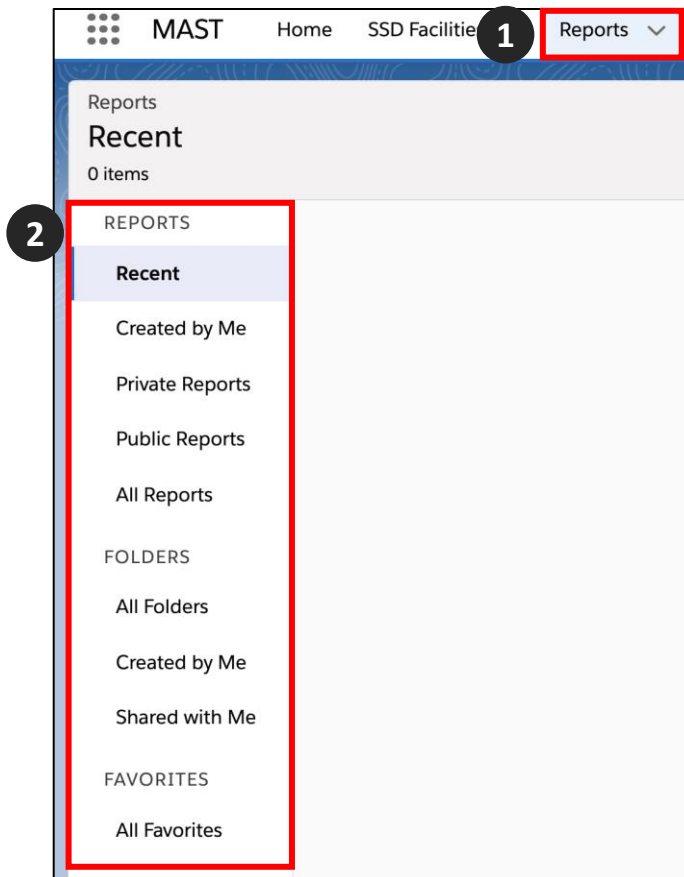 MAST Home SSD Facilitie 1 Reports
Reports
Recent
0 items
2
REPORTS
Recent
Created by Me
Private Reports
Public Reports
All Reports
FOLDERS
All Folders
Created by Me
Shared with Me
FAVORITES
All Favorites